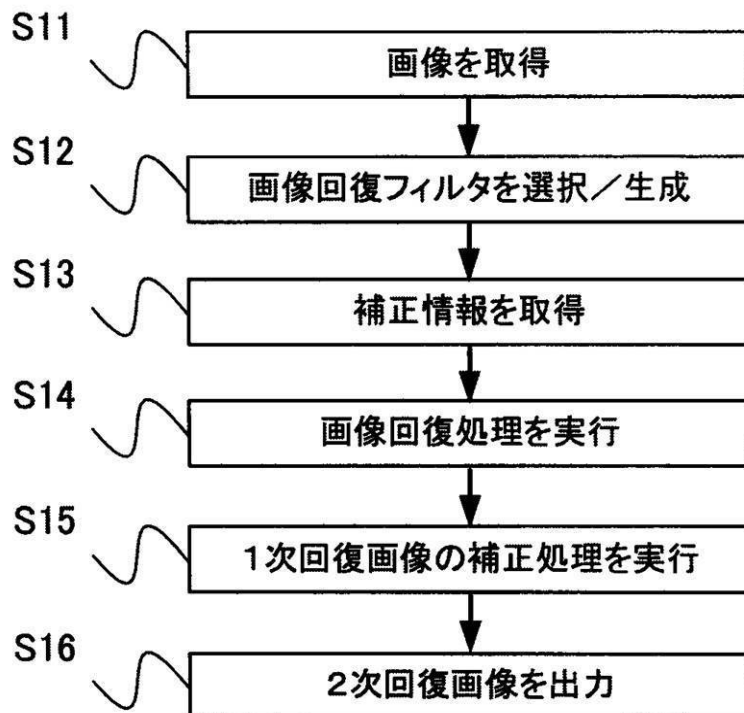 S11
画像を取得
S12
画像回復フィルタを選択／生成
S13
補正情報を取得
S14
画像回復処理を実行
S15
1次回復画像の補正処理を実行
S16
2次回復画像を出力